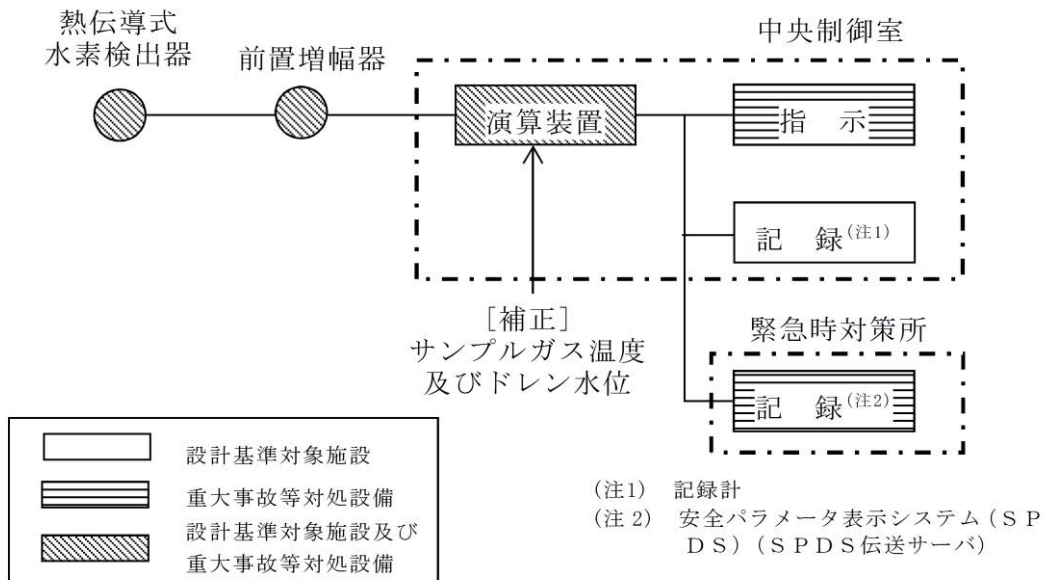 熱伝導式
水素検出器
前置増幅器
中央制御室
演算装置
指　示
記　録(注1)
[補正]
サンプルガス温度
及びドレン水位
緊急時対策所
記　録(注2)
設計基準対象施設
重大事故等対処設備
設計基準対象施設及び
重大事故等対処設備
(注1)　記録計
(注2)　安全パラメータ表示システム(ＳＰ
ＤＳ)(ＳＰＤＳ伝送サーバ)